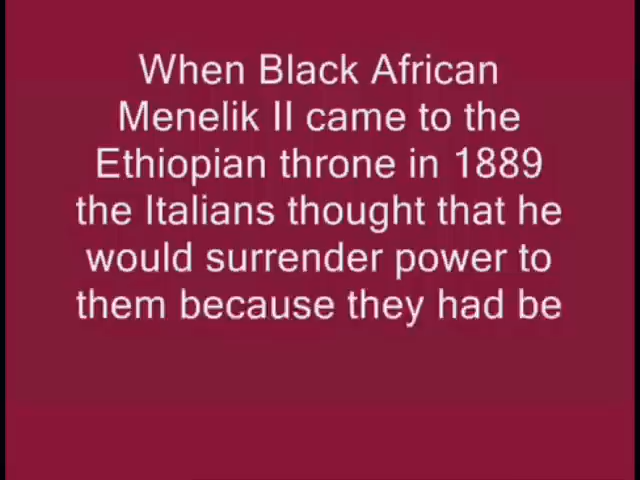 When Black African
Menelik II came to the
Ethiopian throne in 1889
the Italians thought that he
would surrender power to
them because they had be